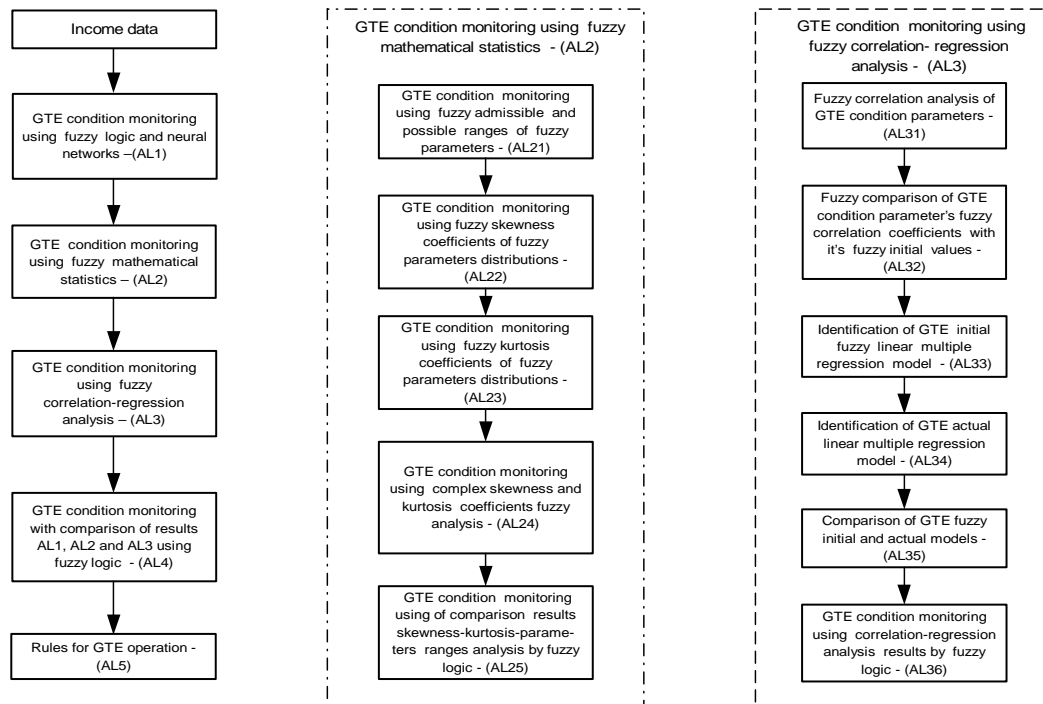 Income data
GTE condition monitoring
using fuzzy logic and neural
networks –(AL1)
GTE condition monitoring
using fuzzy mathematical
statistics – (AL2)
GTE condition monitoring
using fuzzy
correlation-regression
analysis – (AL3)
GTE condition monitoring
with comparison of results
AL1, AL2 and AL3 using
fuzzy logic - (AL4)
Rules for GTE operation -
(AL5)
GTE condition monitoring using fuzzy
mathematical statistics - (AL2)
GTE condition monitoring
using fuzzy admissible and
possible ranges of fuzzy
parameters - (AL21)
GTE condition monitoring
using fuzzy skewness
coefficients of fuzzy
parameters distributions -
(AL22)
GTE condition monitoring
using fuzzy kurtosis
coefficients of fuzzy
parameters distributions -
(AL23)
GTE condition monitoring
using complex skewness and
kurtosis coefficients fuzzy
analysis - (AL24)
GTE condition monitoring
using of comparison results
skewness-kurtosis-parame-
ters ranges analysis by fuzzy
logic - (AL25)
GTE condition monitoring using
fuzzy correlation- regression
analysis - (AL3)
Fuzzy correlation analysis of
GTE condition parameters -
(AL31)
Fuzzy comparison of GTE
condition parameter's fuzzy
correlation coefficients with
it's fuzzy initial values -
(AL32)
Identification of GTE initial
fuzzy linear multiple
regression model - (AL33)
Identification of GTE actual
linear multiple regression
model - (AL34)
Comparison of GTE fuzzy
initial and actual models -
(AL35)
GTE condition monitoring
using correlation-regression
analysis results by fuzzy
logic - (AL36)